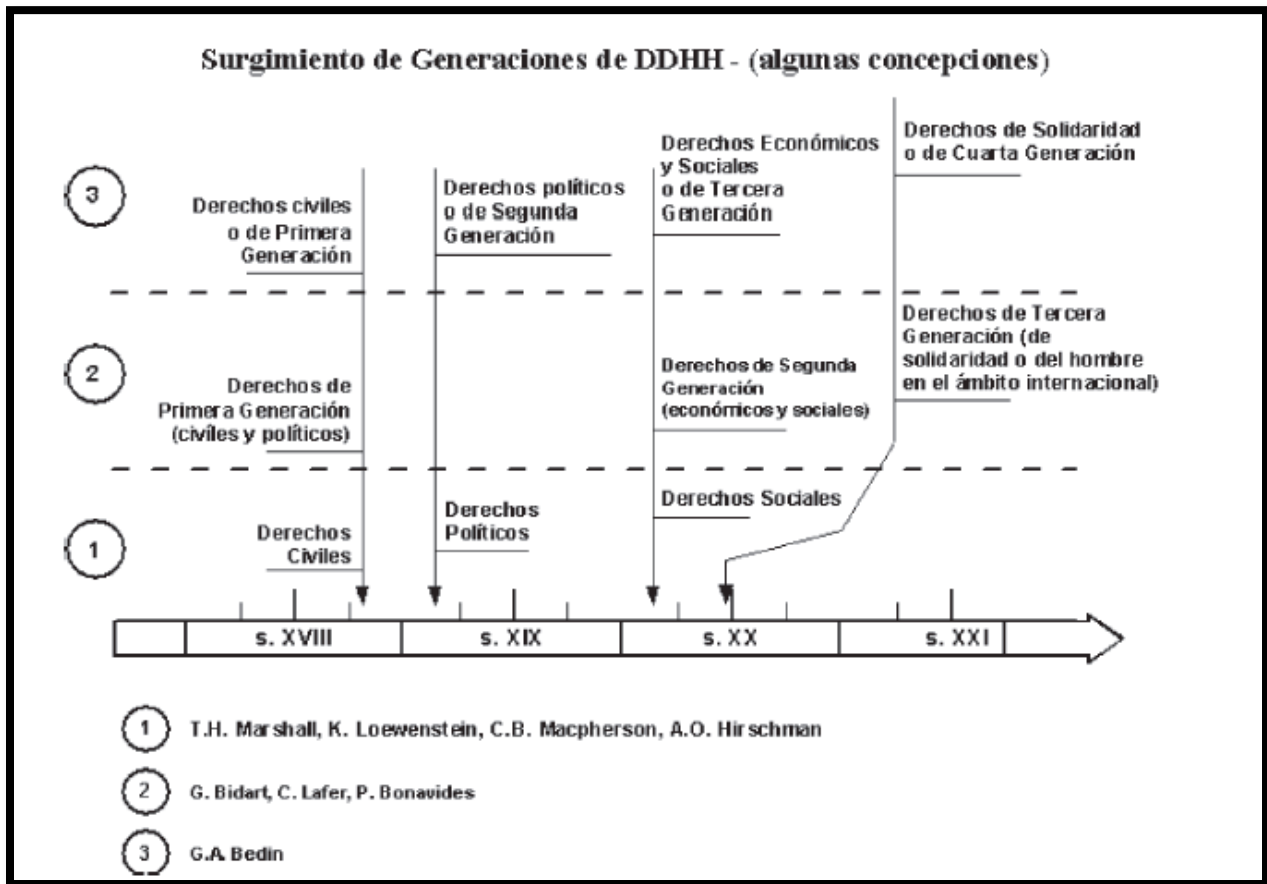 Surgimiento de Generaciones de DDHH - (algunas concepciones)
3
Derechos civiles
o de Primera
Generación
Derechos políticos
o de Segunda
Generación
Derechos Económicos
y Sociales
o de Tercera
Generación
Derechos de Solidaridad
o de Cuarta Generación
2
Derechos de
Primera Generación
(civíles y políticos)
Derechos de Segunda
Generación
(económicos y sociales)
Derechos de Tercera
Generación (de
solidaridad o del hombre
en el ámbito internacional)
1
Derechos
Civiles
Derechos
Políticos
Derechos Sociales
s. XVIII
s. XIX
s. XX
s. XXI
1 T.H. Marshall, K. Loewenstein, C.B. Macpherson, A.O. Hirschman
2 G. Bidart, C. Lafer, P. Bonavides
3 G.A. Bedin